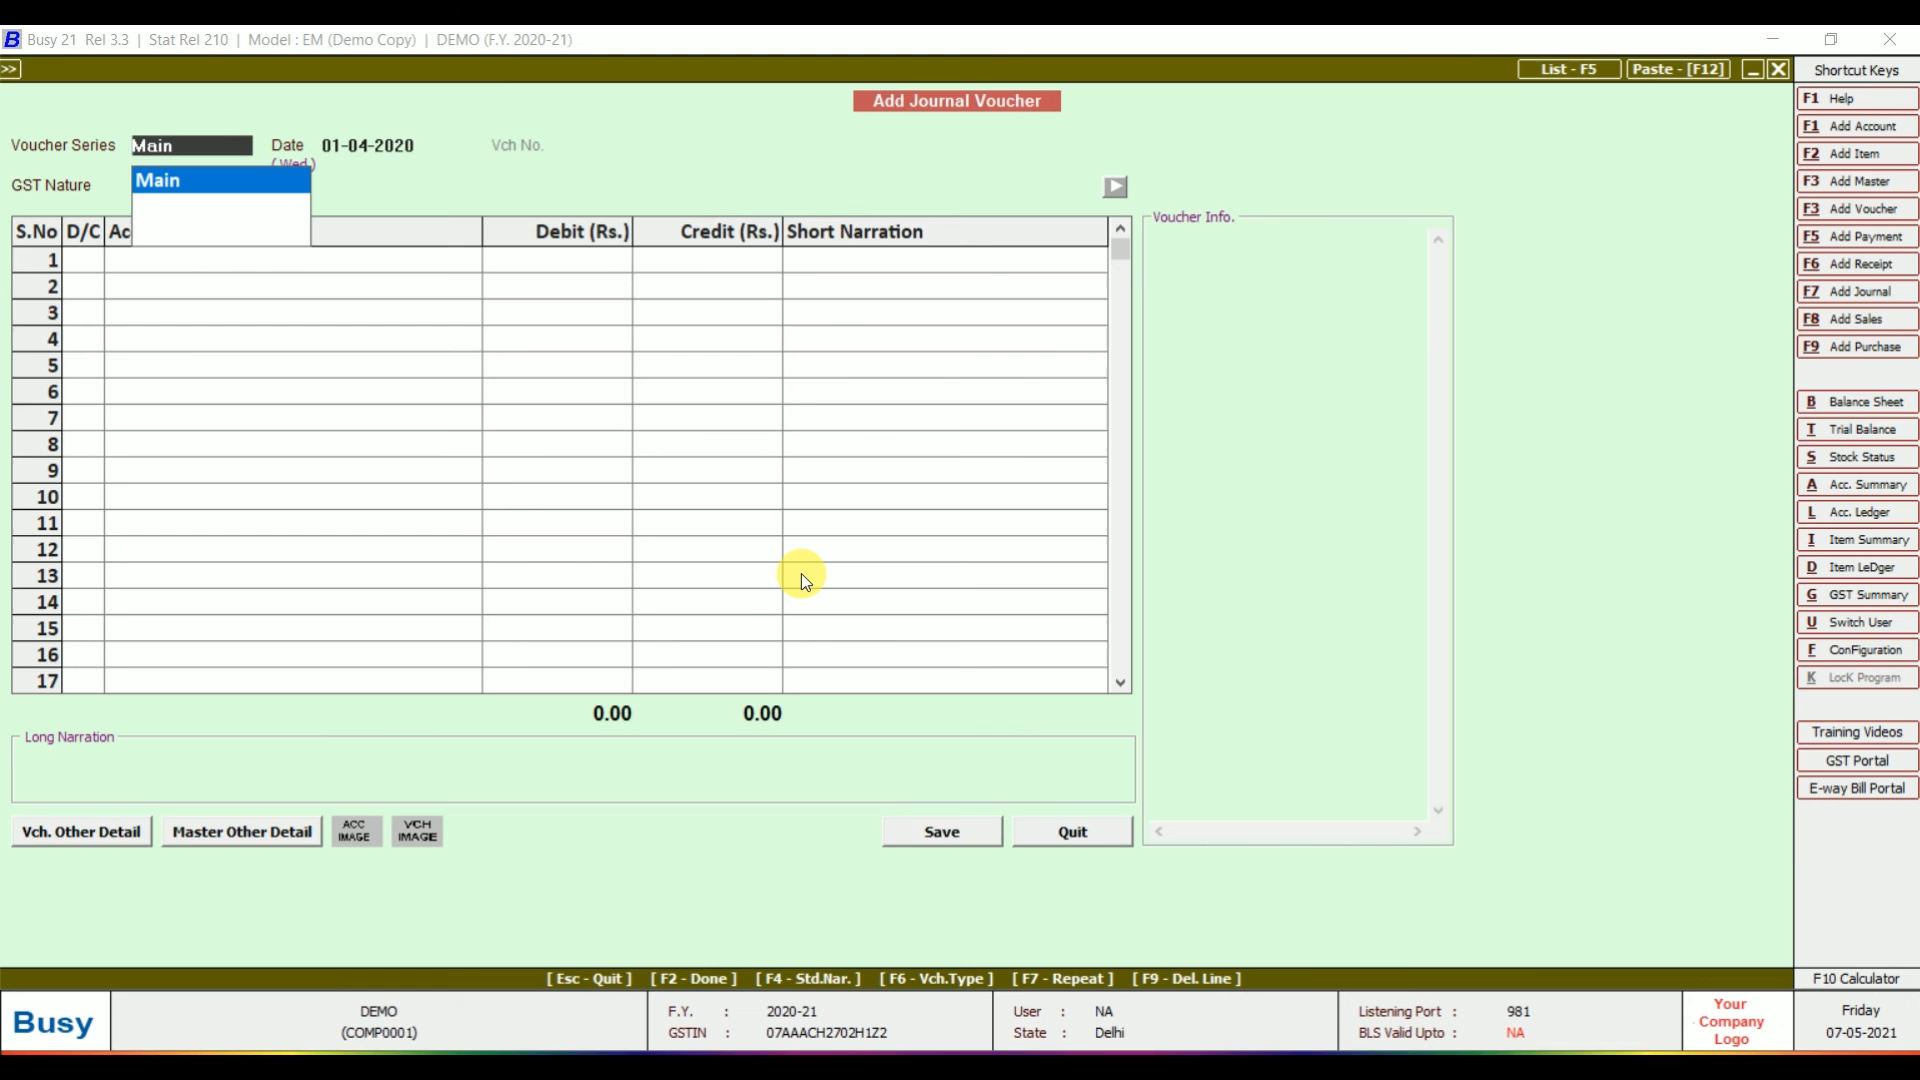 B Busy 21 Rel 3.3 | Stat Rel 210 | Model : EM (Demo Copy) | DEMO (F.Y. 2020-21)
>> List - F5 Paste - [F12] Shortcut Keys
Add Journal Voucher
Voucher Series Main Date 01-04-2020 Vch No.
(Wed.)
GST Nature Main
S.No D/C Ac Debit (Rs.) Credit (Rs.) Short Narration
1
2
3
4
5
6
7
8
9
10
11
12
13
14
15
16
17
0.00 0.00
Long Narration
Vch. Other Detail Master Other Detail ACC IMAGE VCH IMAGE Save Quit
Voucher Info.
F1 Help
F1 Add Account
F2 Add Item
F3 Add Master
F3 Add Voucher
F5 Add Payment
F6 Add Receipt
F7 Add Journal
F8 Add Sales
F9 Add Purchase
B Balance Sheet
T Trial Balance
S Stock Status
A Acc. Summary
L Acc. Ledger
I Item Summary
D Item LeDger
G GST Summary
U Switch User
F ConFiguration
K LocK Program
Training Videos
GST Portal
E-way Bill Portal
[ Esc - Quit ] [ F2 - Done ] [ F4 - Std.Nar. ] [ F6 - Vch.Type ] [ F7 - Repeat ] [ F9 - Del. Line ]
F10 Calculator
Busy
DEMO
(COMP0001)
F.Y. : 2020-21
GSTIN : 07AAACH2702H1Z2
User : NA
State : Delhi
Listening Port : 981
BLS Valid Upto : NA
Your
Company
Logo
Friday
07-05-2021